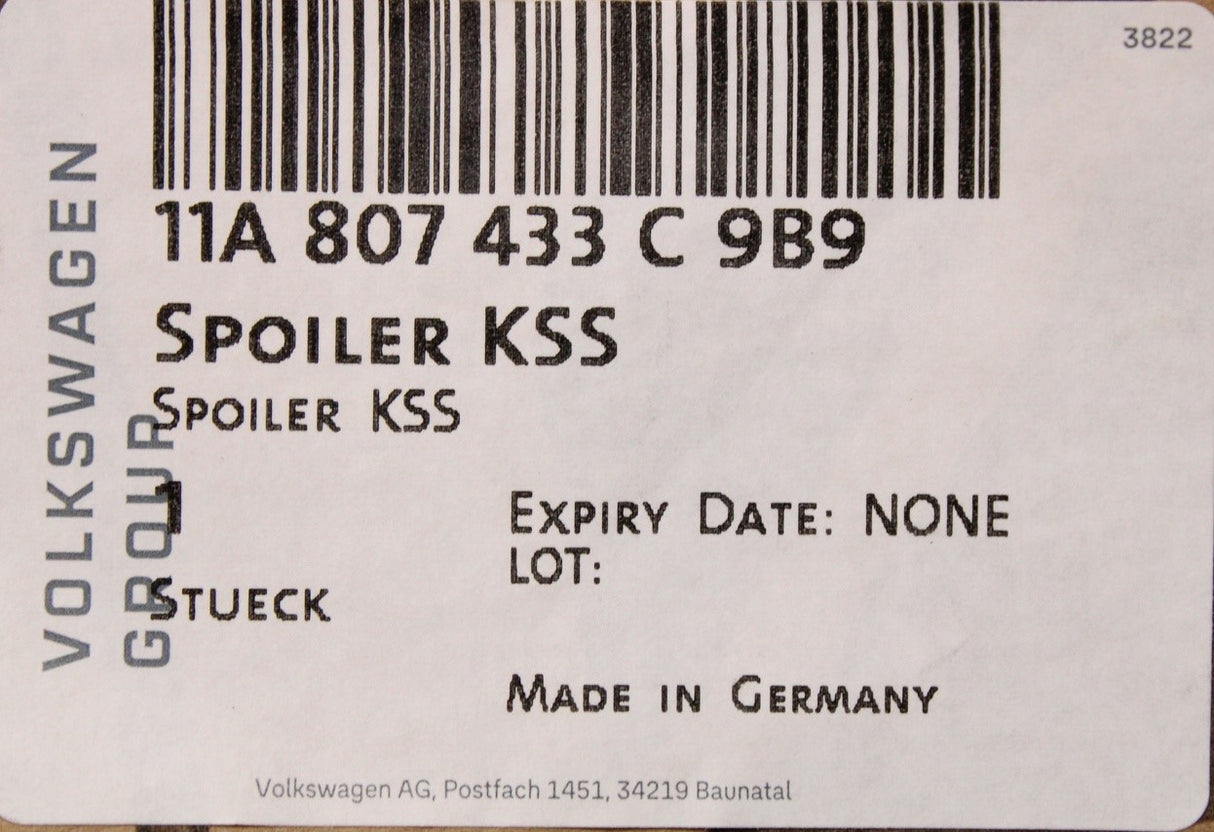 3822
11A 807 433 C 9B9
SPOILER KSS
SPOILER KSS
1
EXPIRY DATE: NONE
LOT:
STUECK
MADE IN GERMANY
Volkswagen AG, Postfach 1451, 34219 Baunatal
VOLKSWAGEN
GROUP